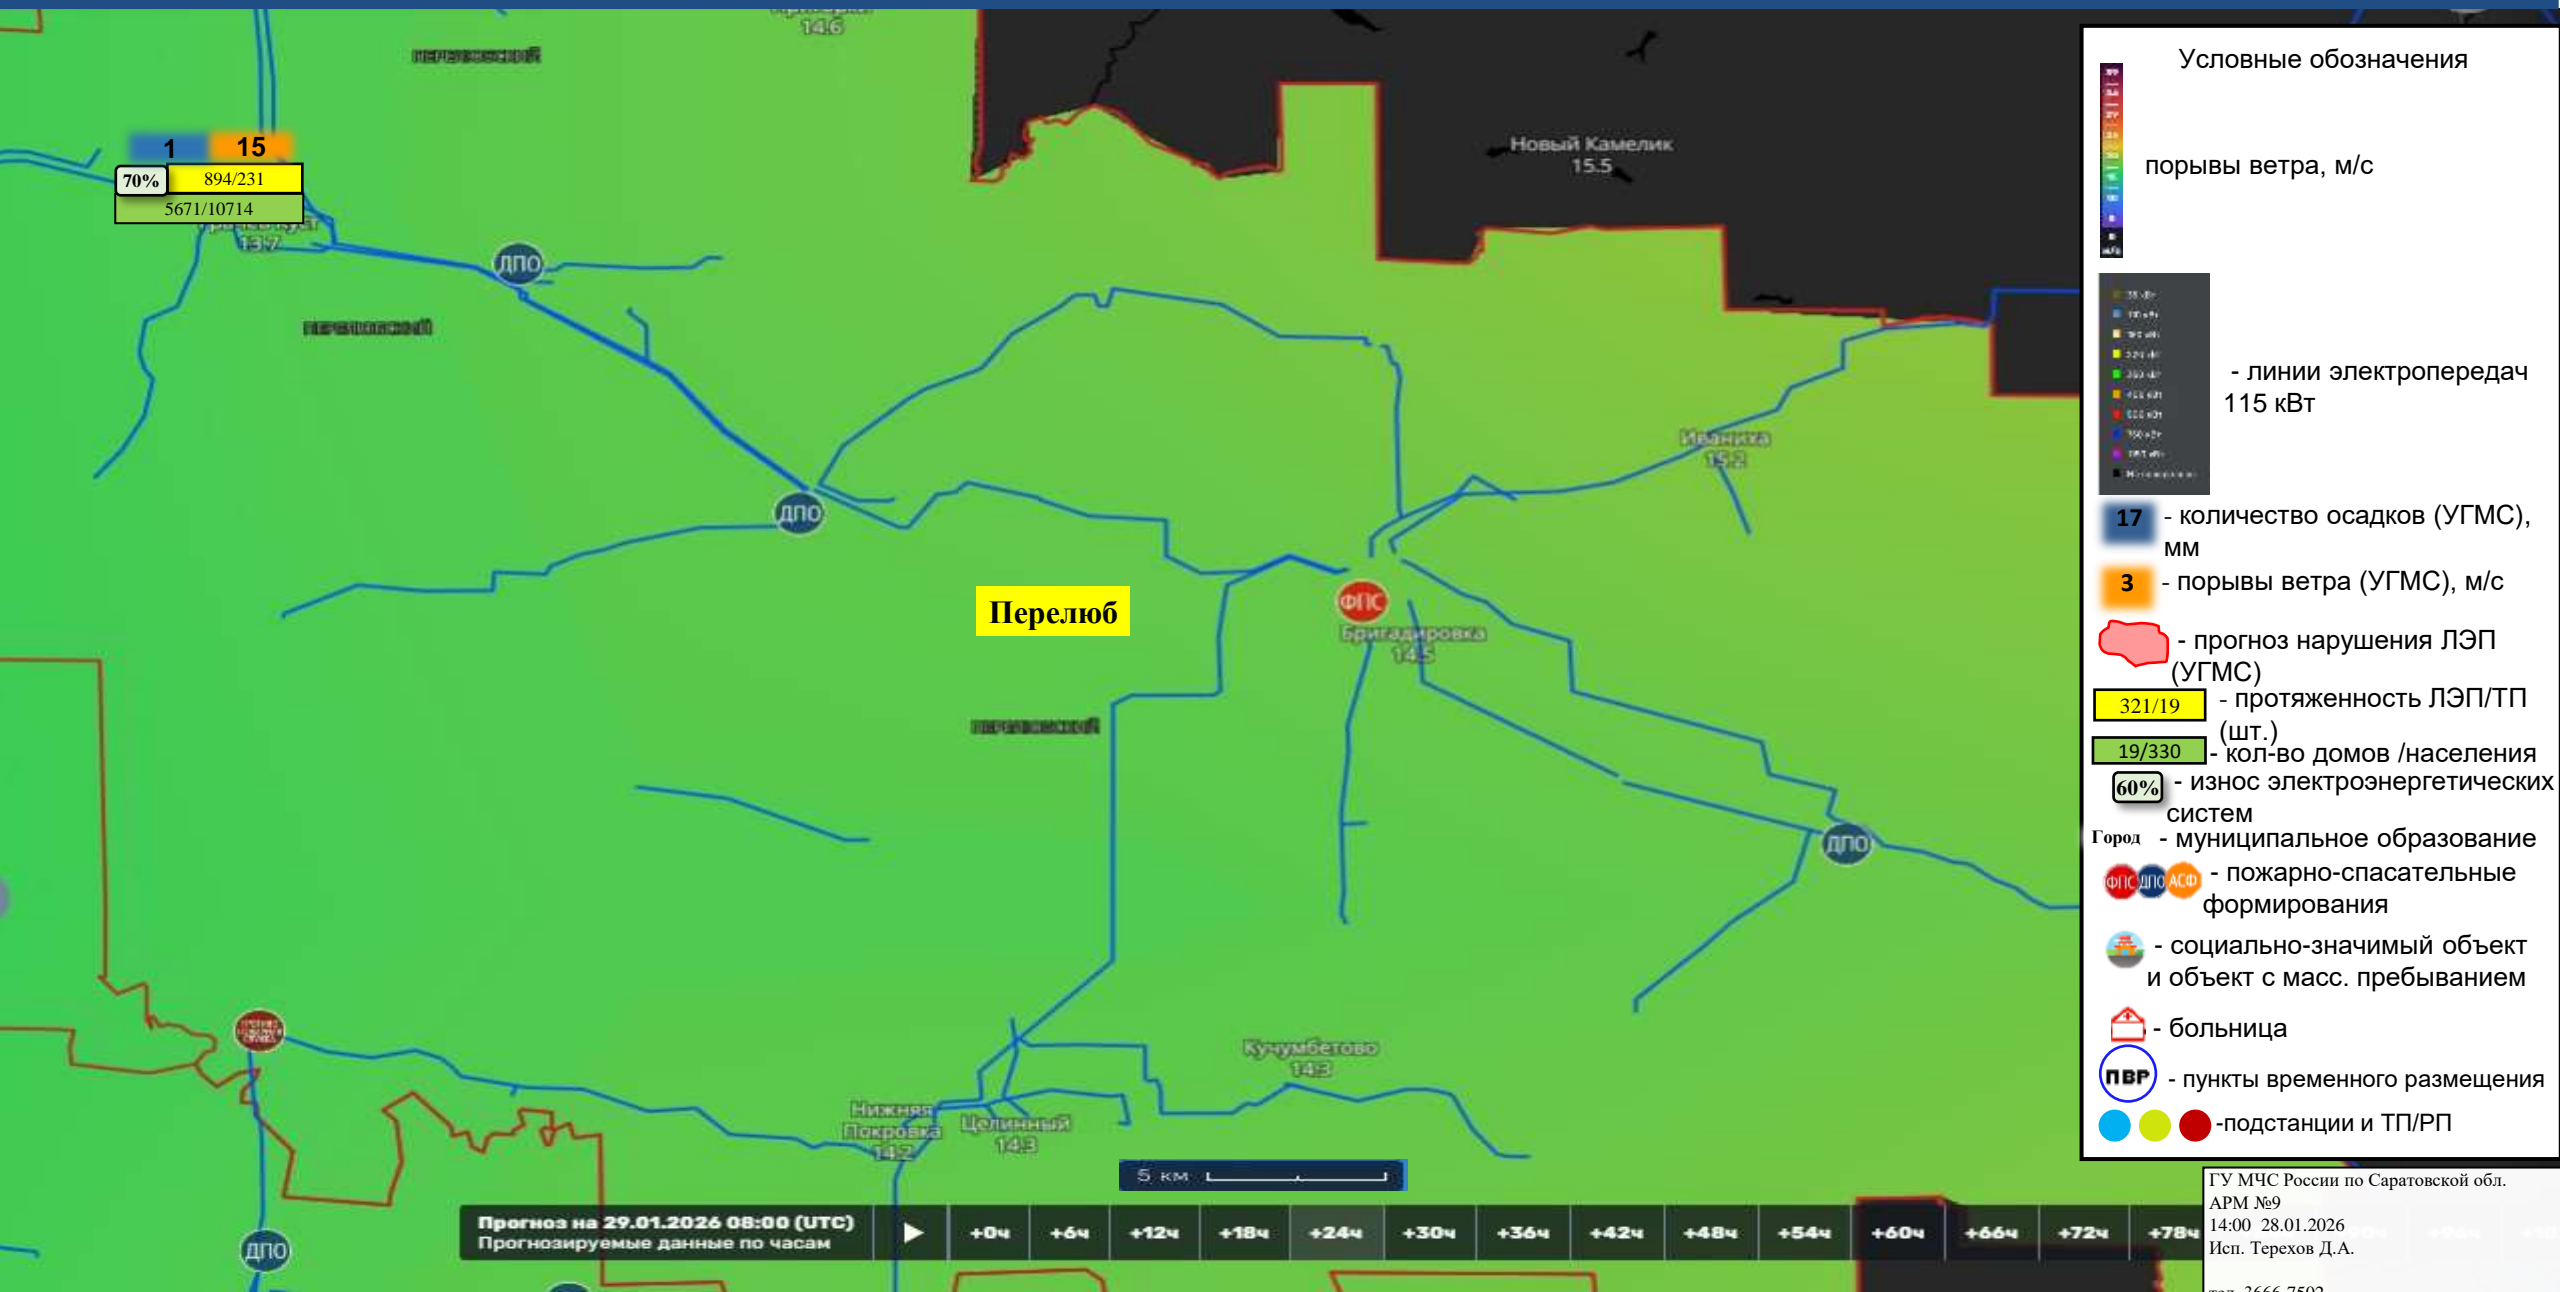 14.6
ПЕРЕЛЮБСКИЙ
Новый Камелик
15.5
1
15
70%
894/231
5671/10714
13.7
ДПО
ПЕРЕЛЮБСКИЙ
Иваниха
15.2
ДПО
Перелюб
ФПС
Бригадировка
14.5
ПЕРЕЛЮБСКИЙ
ДПО
Кучумбетово
14.3
Нижняя
Покровка
14.2
Целинный
14.3
5 км
ДПО
Прогноз на 29.01.2026 08:00 (UTC)
Прогнозируемые данные по часам
+0ч +6ч +12ч +18ч +24ч +30ч +36ч +42ч +48ч +54ч +60ч +66ч +72ч +78ч
Условные обозначения
порывы ветра, м/с
- линии электропередач
115 кВт
17 - количество осадков (УГМС),
мм
3 - порывы ветра (УГМС), м/с
- прогноз нарушения ЛЭП
(УГМС)
321/19 - протяженность ЛЭП/ТП
(шт.)
19/330 - кол-во домов /населения
60% - износ электроэнергетических
систем
Город - муниципальное образование
ФПС ДПО АСФ - пожарно-спасательные
формирования
- социально-значимый объект
и объект с масс. пребыванием
- больница
ПВР - пункты временного размещения
-подстанции и ТП/РП
ГУ МЧС России по Саратовской обл.
АРМ №9
14:00 28.01.2026
Исп. Терехов Д.А.